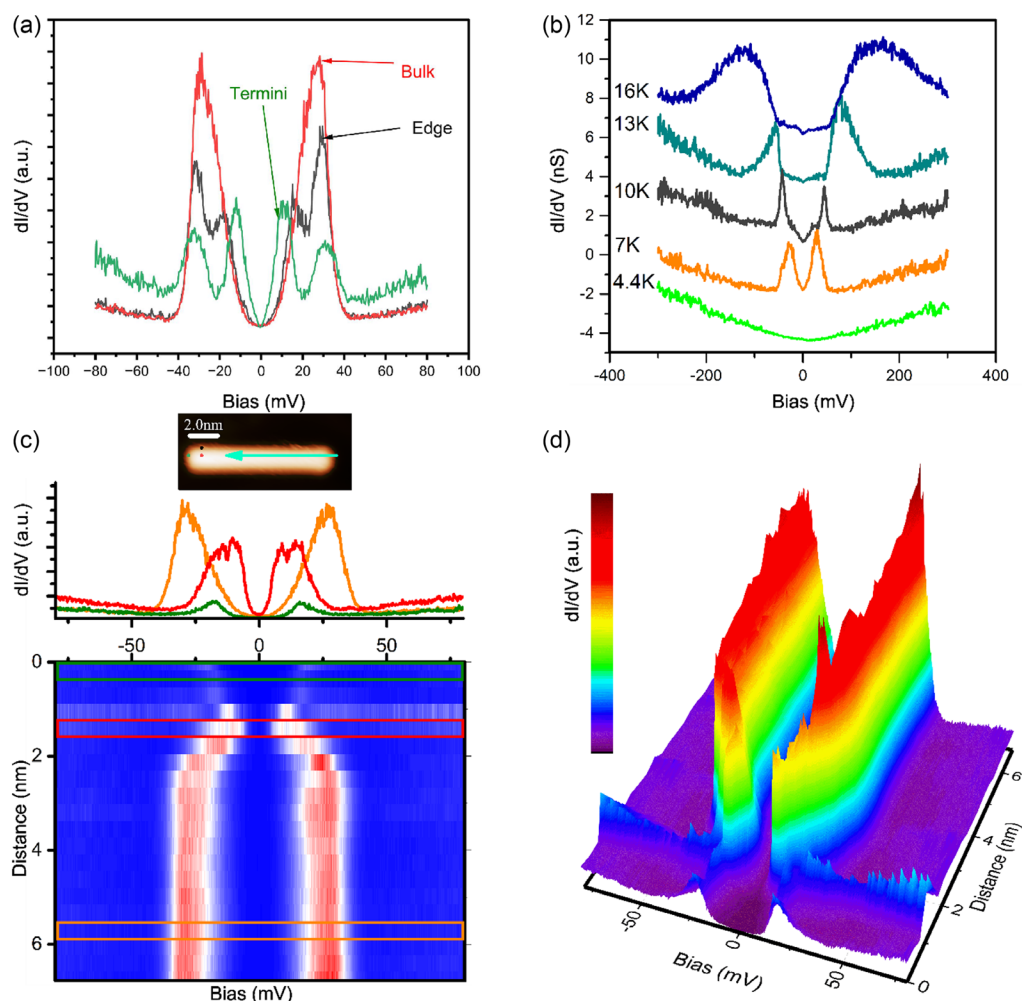 (a)
dI/dV (a.u.)
Bulk
Termini
Edge
−100 −80 −60 −40 −20 0 20 40 60 80 100
Bias (mV)
(b)
dI/dV (nS)
12
10
8
6
4
2
0
-2
-4
16K
13K
10K
7K
4.4K
-400 -200 0 200 400
Bias (mV)
(c)
2.0nm
dI/dV (a.u.)
-50 0 50
Distance (nm)
0
2
4
6
Bias (mV)
(d)
dI/dV (a.u.)
-50 0 50
Bias (mV)
0 2 4 6
Distance (nm)